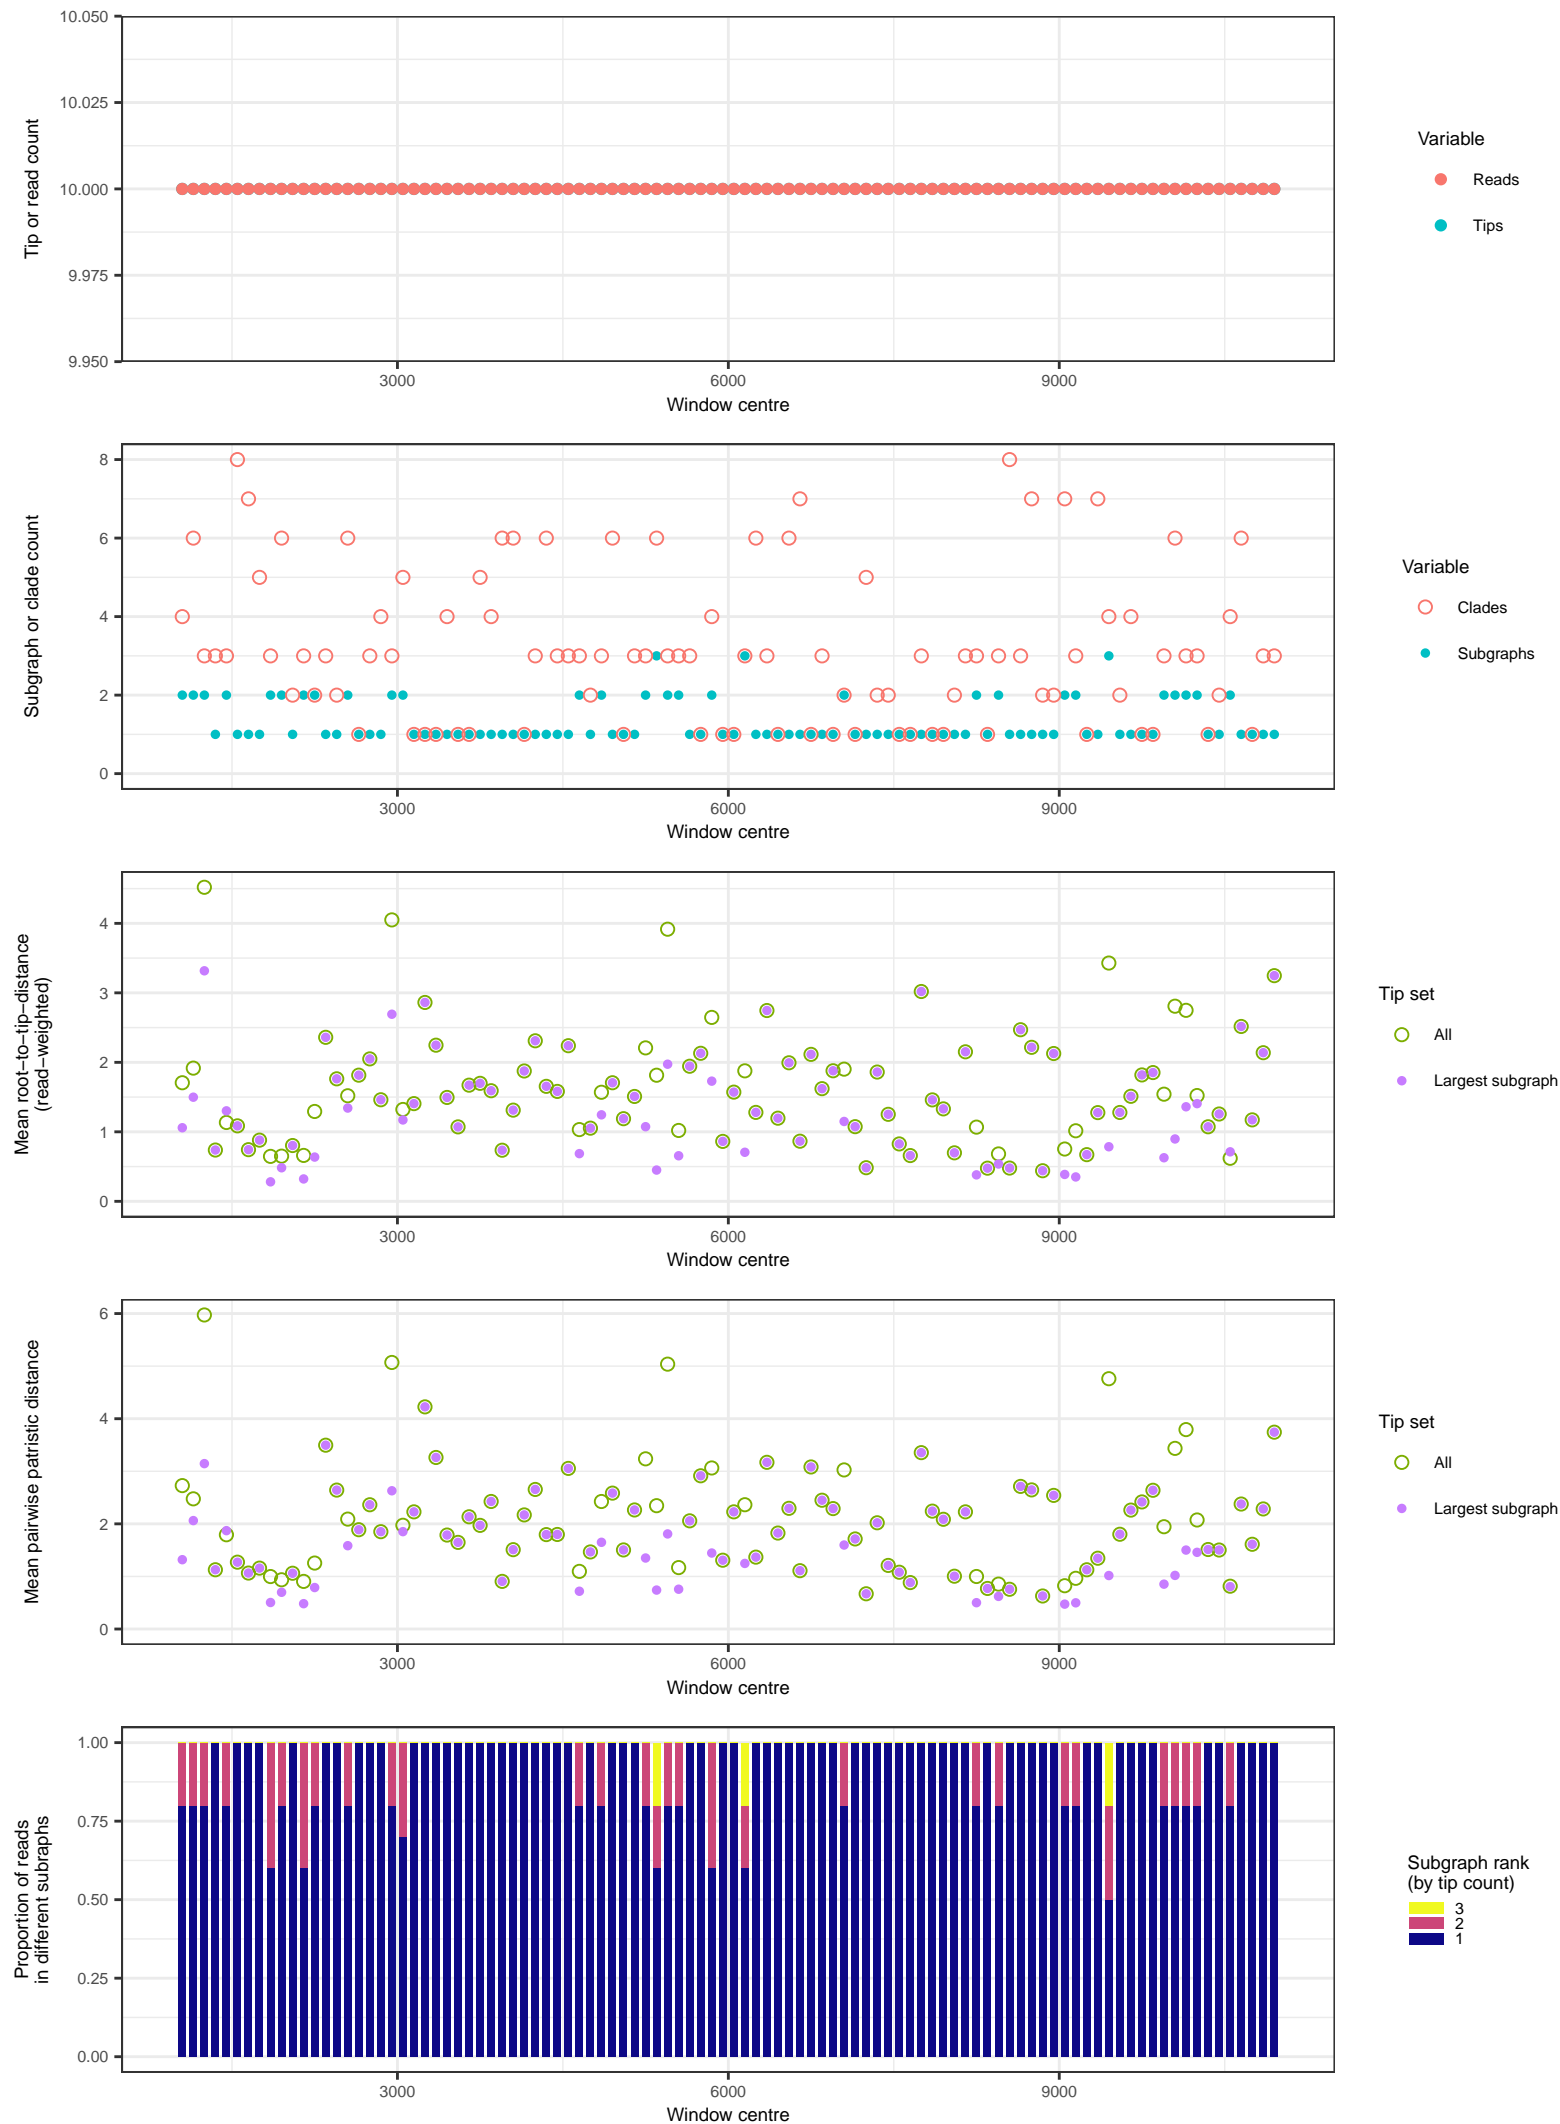 10.050
10.025
10.000
9.975
9.950
Tip or read count
3000
6000
9000
Window centre
Variable
Reads
Tips
8
6
4
2
0
Subgraph or clade count
3000
6000
9000
Window centre
Variable
Clades
Subgraphs
4
3
2
1
0
Mean root−to−tip−distance
(read−weighted)
3000
6000
9000
Window centre
Tip set
All
Largest subgraph
6
4
2
0
Mean pairwise patristic distance
3000
6000
9000
Window centre
Tip set
All
Largest subgraph
1.00
0.75
0.50
0.25
0.00
Proportion of reads
in different subraphs
3000
6000
9000
Window centre
Subgraph rank
(by tip count)
3
2
1